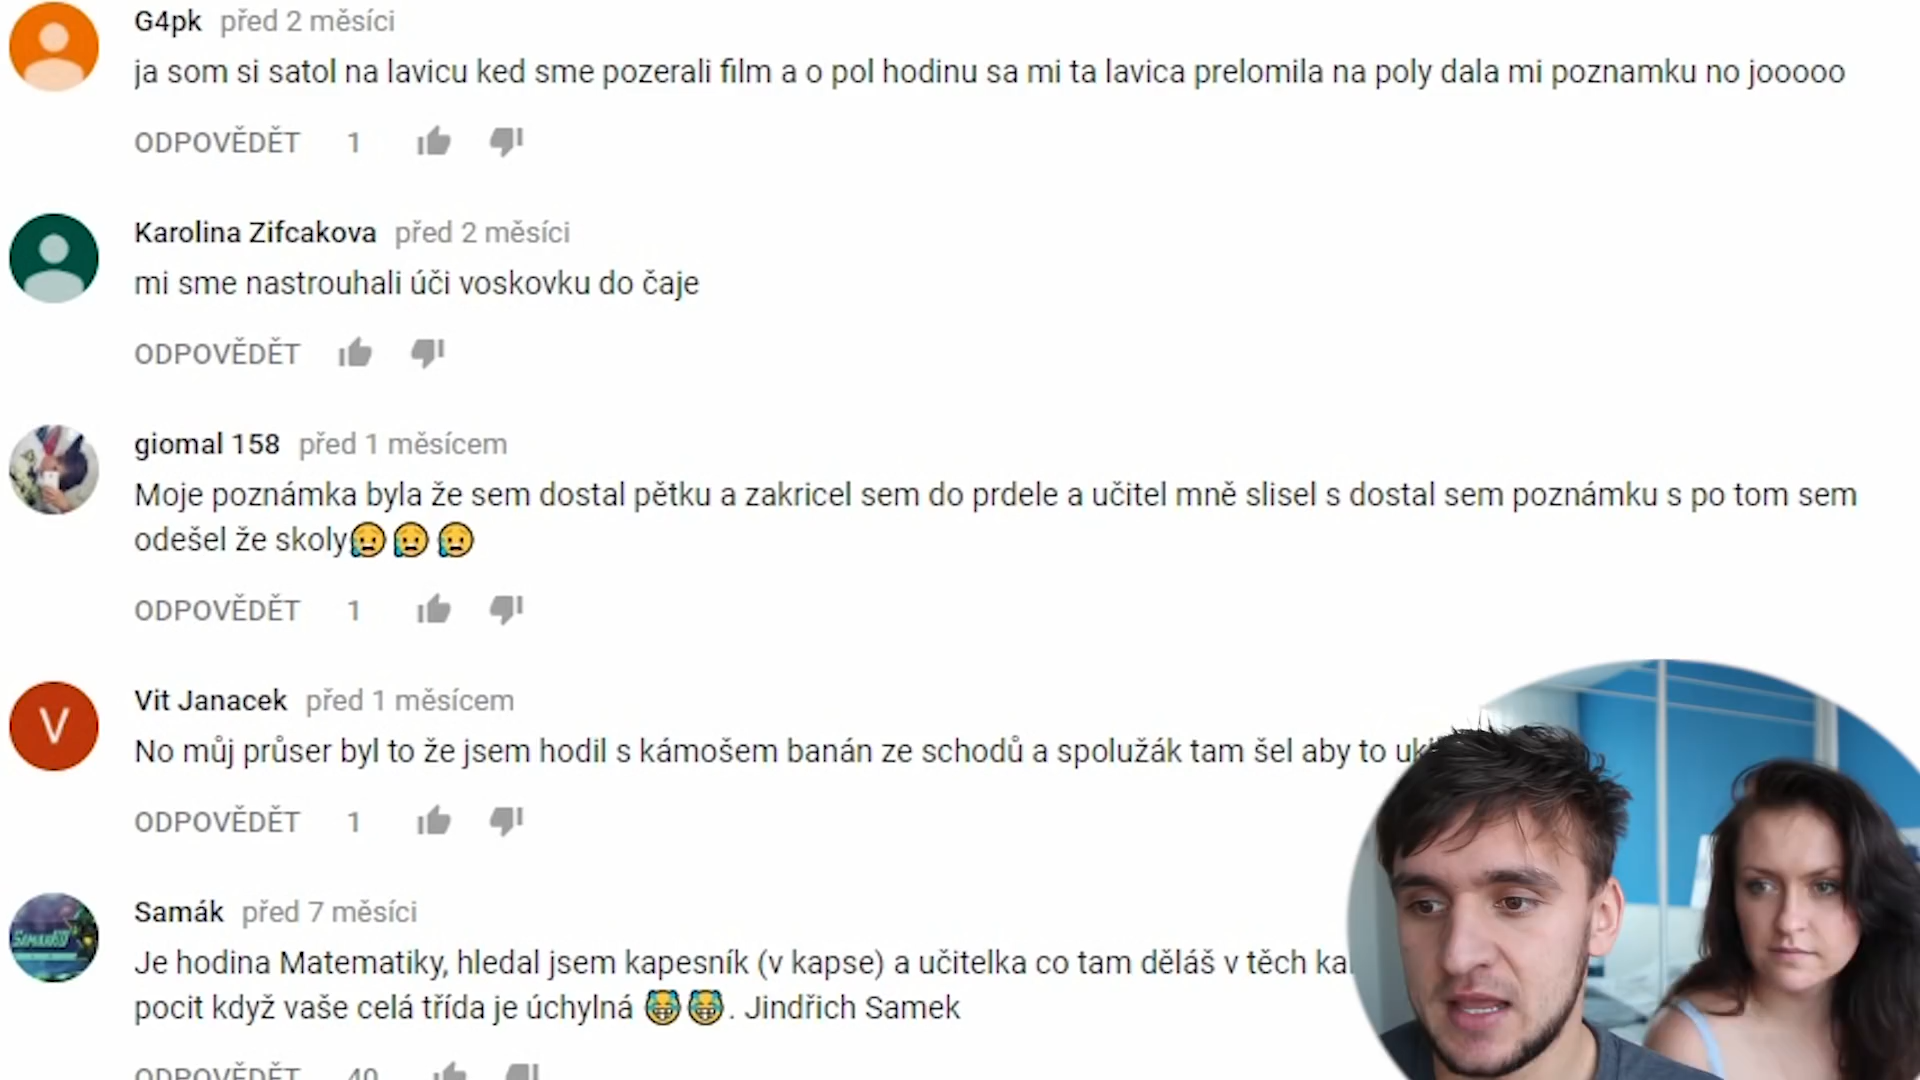 G4pk před 2 měsíci
ja som si satol na lavicu ked sme pozerali film a o pol hodinu sa mi ta lavica prelomila na poly dala mi poznamku no jooooo
ODPOVĚDĚT 1
Karolina Zifcakova před 2 měsíci
mi sme nastrouhali úči voskovku do čaje
ODPOVĚDĚT
giomal 158 před 1 měsícem
Moje poznámka byla že sem dostal pětku a zakricel sem do prdele a učitel mně slisel s dostal sem poznámku s po tom sem
odešel že skoly
ODPOVĚDĚT 1
V
Vit Janacek před 1 měsícem
No můj průser byl to že jsem hodil s kámošem banán ze schodů a spolužák tam šel aby to
ODPOVĚDĚT 1
Samák před 7 měsíci
Je hodina Matematiky, hledal jsem kapesník (v kapse) a učitelka co tam děláš v těch
pocit když vaše celá třída je úchylná . Jindřich Samek
ODPOVĚDĚT 40